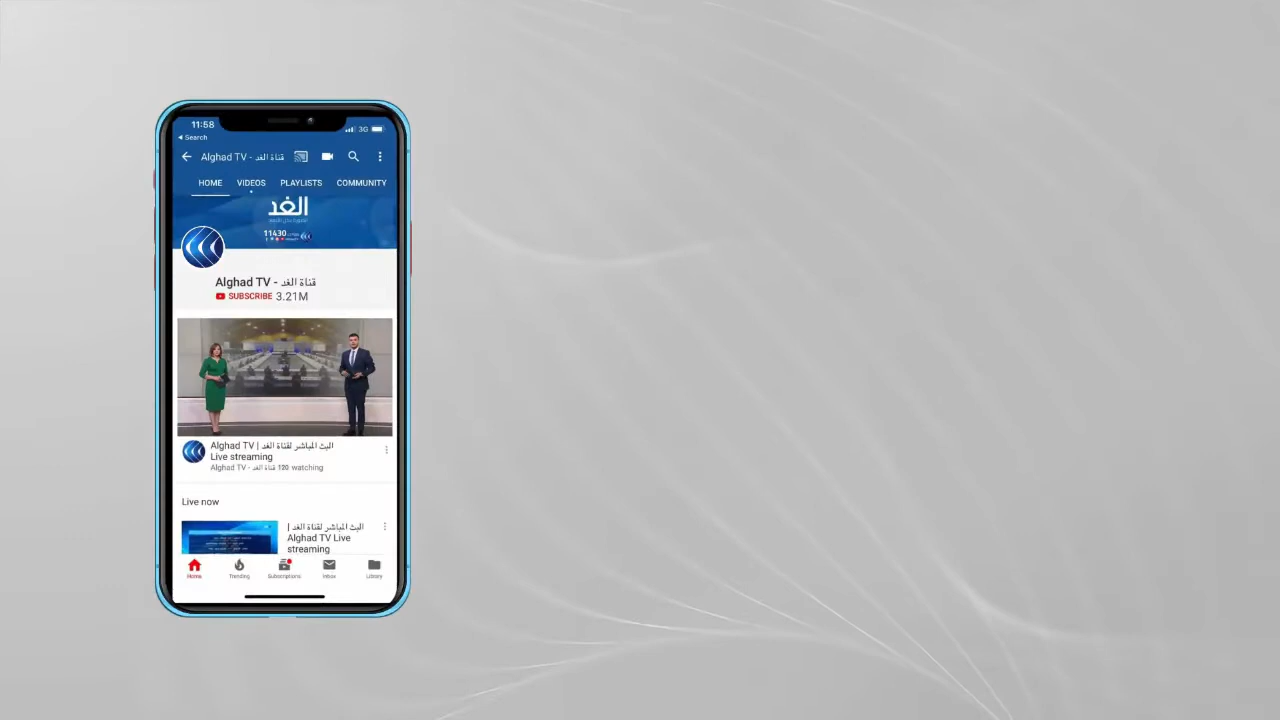 11:58
3G
Search
Alghad TV - قناة الغد
HOME VIDEOS PLAYLISTS COMMUNITY
الغد
11430
Alghad TV - قناة الغد
SUBSCRIBE 3.21M
Alghad TV | البث المباشر لقناة الغد
Live streaming
Alghad TV - قناة الغد 120 watching
Live now
البث المباشر لقناة الغد |
Alghad TV Live
streaming
Home Trending Subscriptions Inbox Library